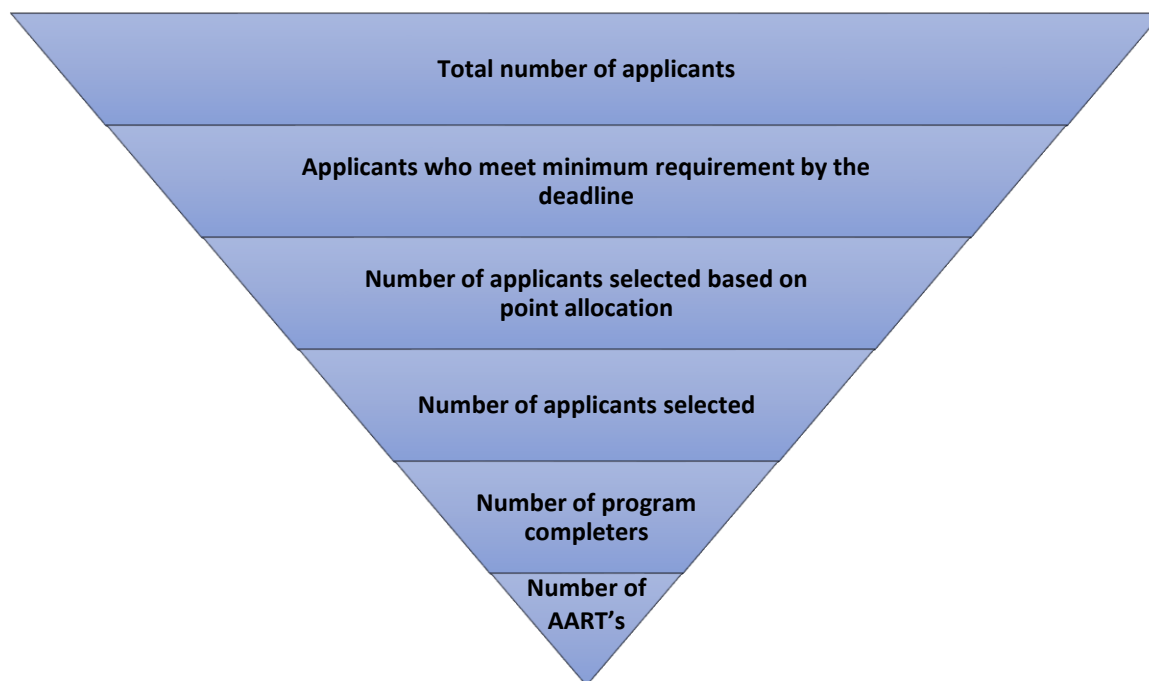 Total number of applicants
Applicants who meet minimum requirement by the
deadline
Number of applicants selected based on
point allocation
Number of applicants selected
Number of program
completers
Number of
AART’s